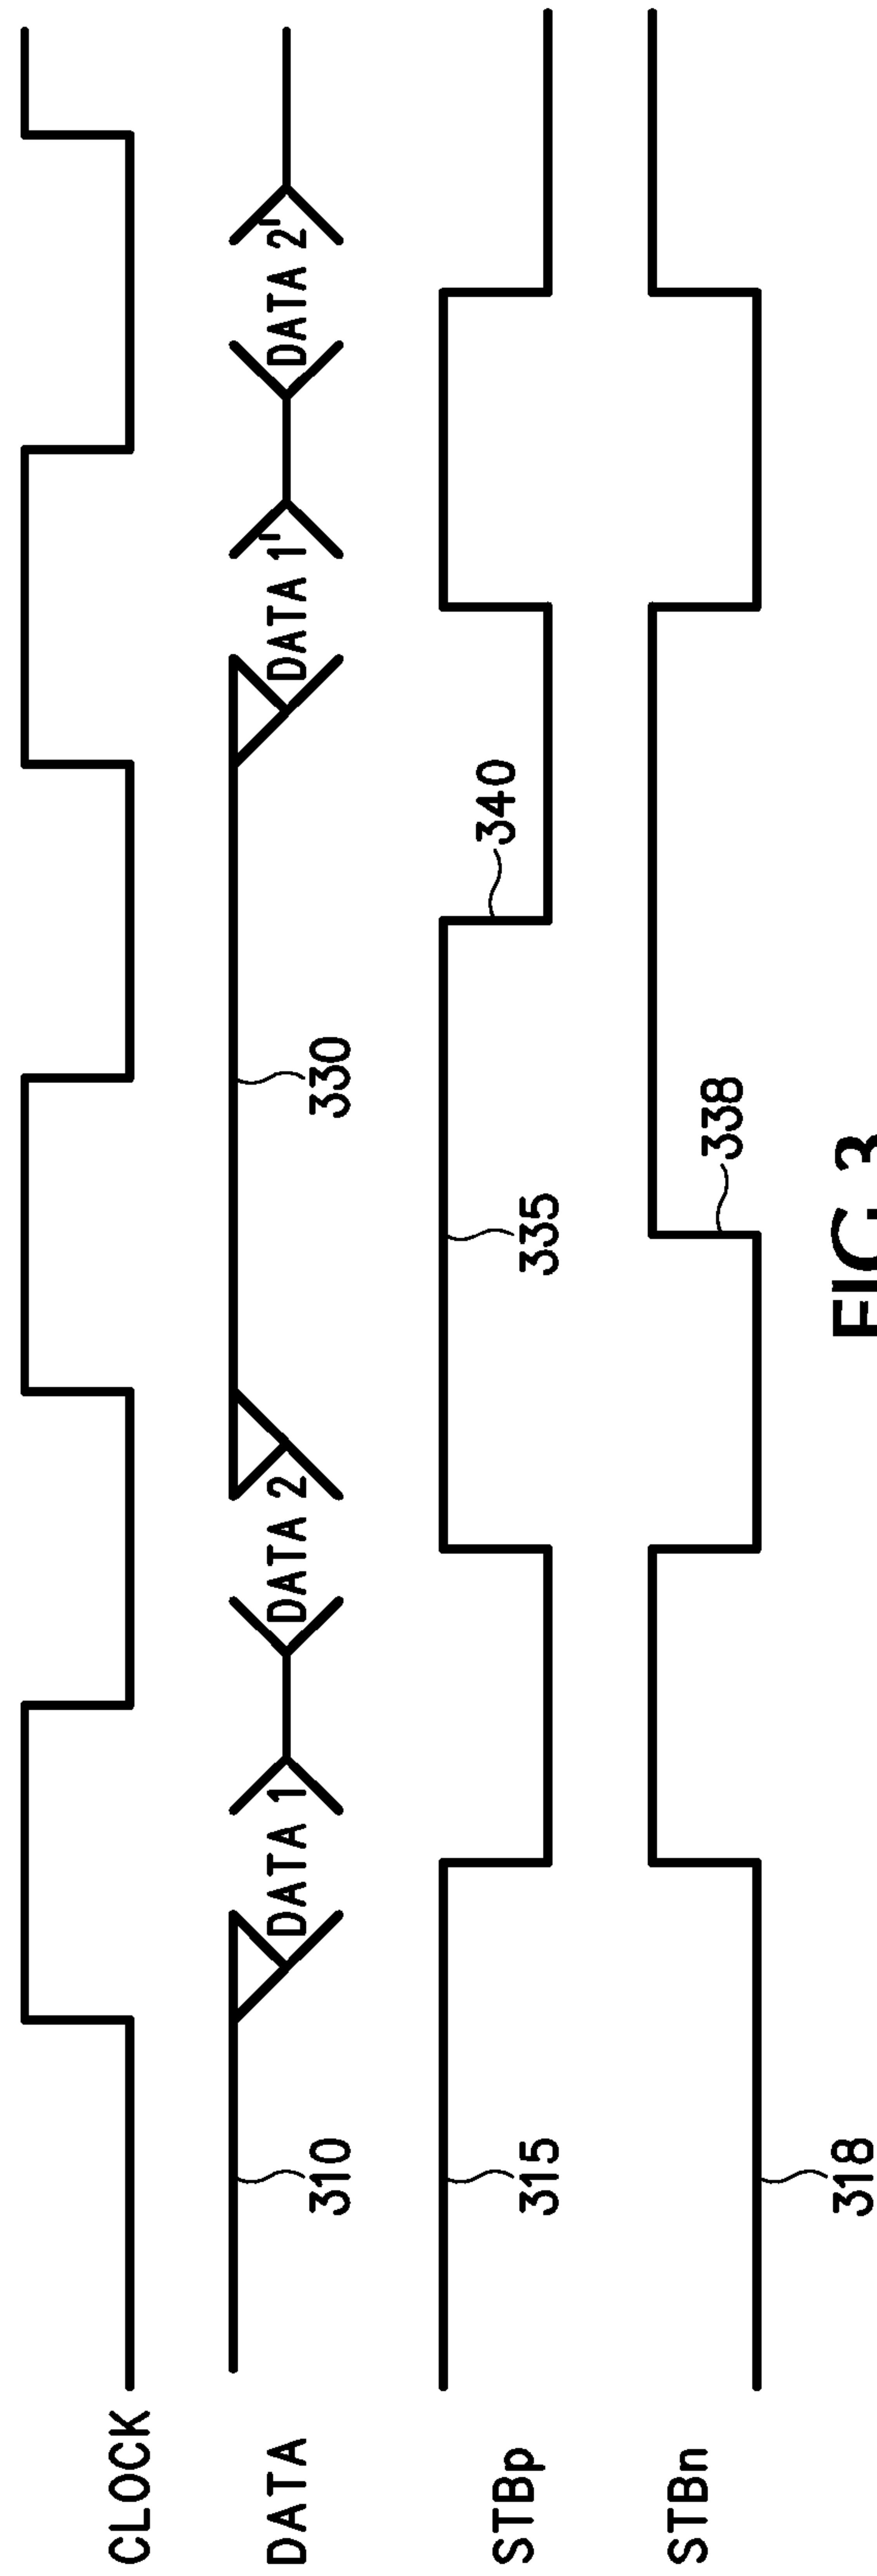 CLOCK
DATA
310
DATA 1
DATA 2
330
DATA 1'
DATA 2'
STBp
315
335
340
STBn
318
338
FIG.3